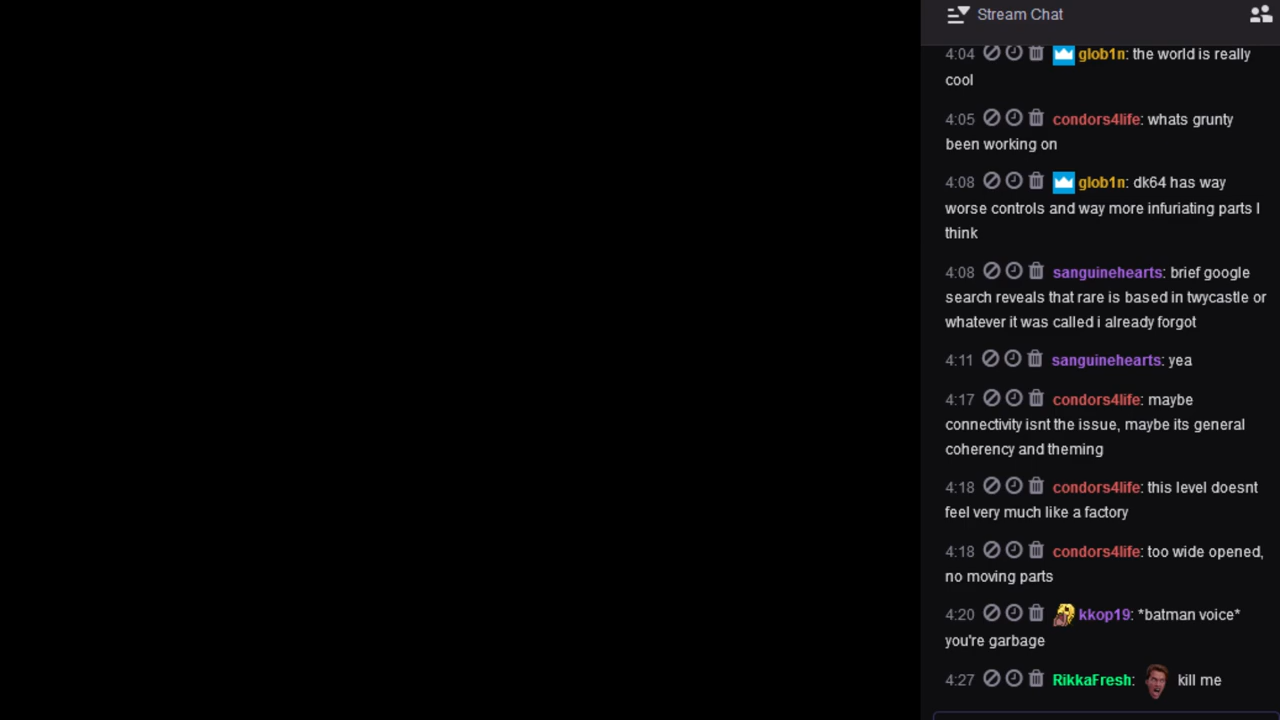 Stream Chat
4:04 glob1n: the world is really
cool
4:05 condors4life: whats grunty
been working on
4:08 glob1n: dk64 has way
worse controls and way more infuriating parts I
think
4:08 sanguinehearts: brief google
search reveals that rare is based in twycastle or
whatever it was called i already forgot
4:11 sanguinehearts: yea
4:17 condors4life: maybe
connectivity isnt the issue, maybe its general
coherency and theming
4:18 condors4life: this level doesnt
feel very much like a factory
4:18 condors4life: too wide opened,
no moving parts
4:20 kkop19: *batman voice*
you're garbage
4:27 RikkaFresh: kill me